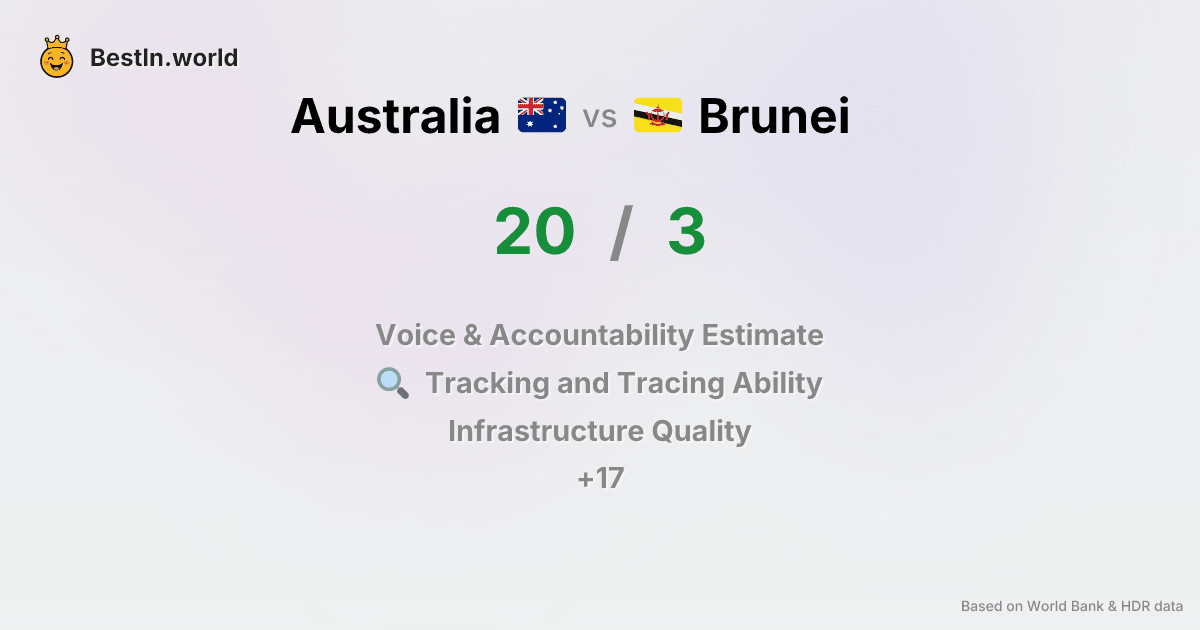 BestIn.world
Australia vs Brunei
20 / 3
Voice & Accountability Estimate
Tracking and Tracing Ability
Infrastructure Quality
+17
Based on World Bank & HDR data